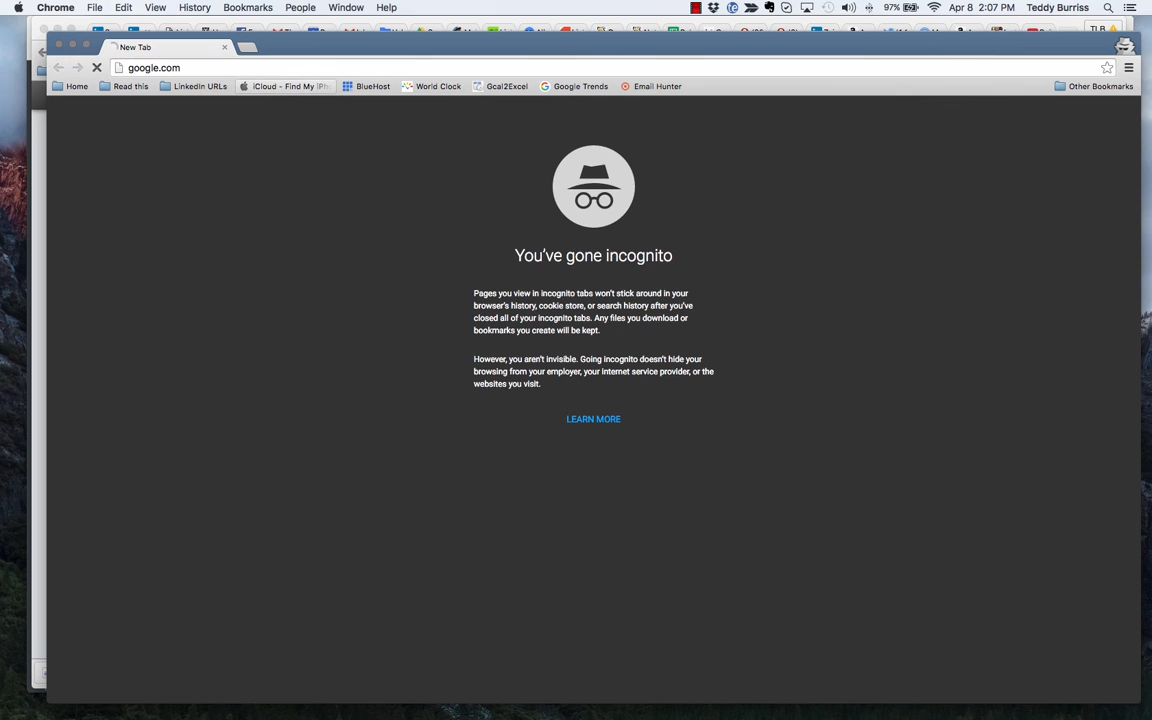 Chrome File Edit View History Bookmarks People Window Help 97% Apr 8 2:07 PM Teddy Burriss
TLB
New Tab
google.com
Home Read this LinkedIn URLs iCloud - Find My iPh BlueHost World Clock Gcal2Excel Google Trends Email Hunter Other Bookmarks
You've gone incognito
Pages you view in incognito tabs won't stick around in your
browser's history, cookie store, or search history after you've
closed all of your incognito tabs. Any files you download or
bookmarks you create will be kept.
However, you aren't invisible. Going incognito doesn't hide your
browsing from your employer, your internet service provider, or the
websites you visit.
LEARN MORE